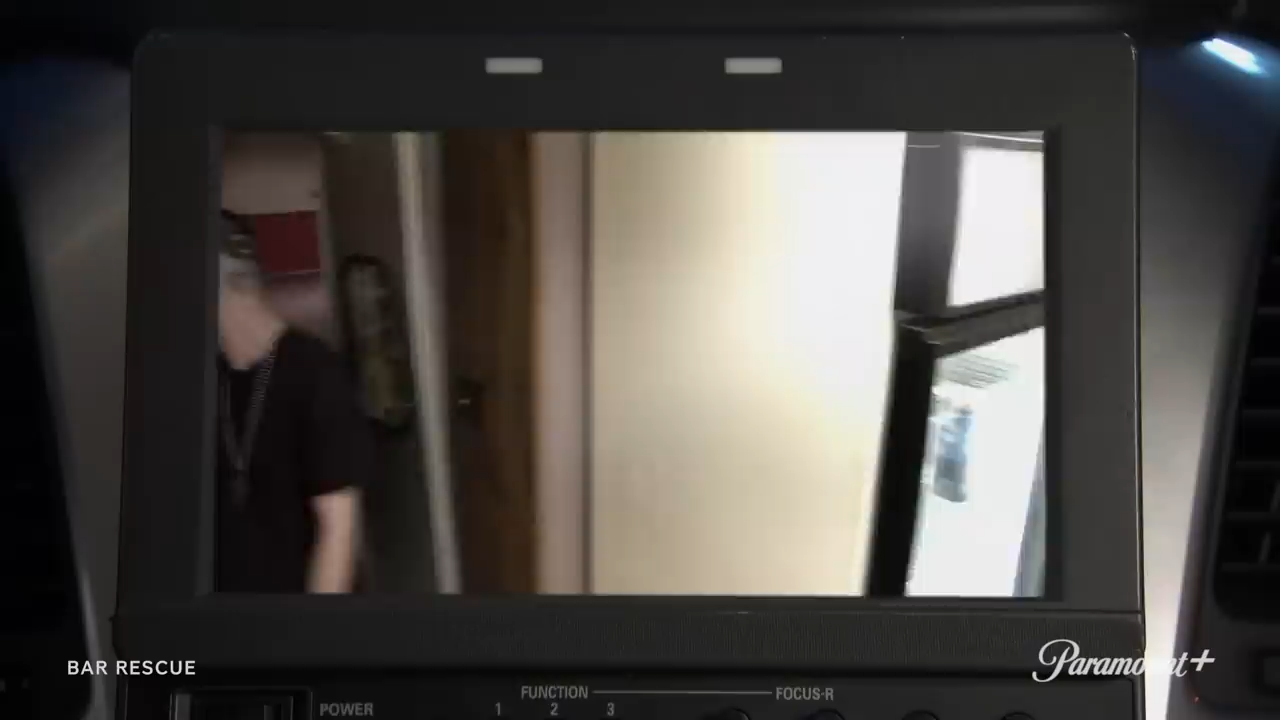 BAR RESCUE
Paramount+
FUNCTION
FOCUS-R
POWER
1 2 3